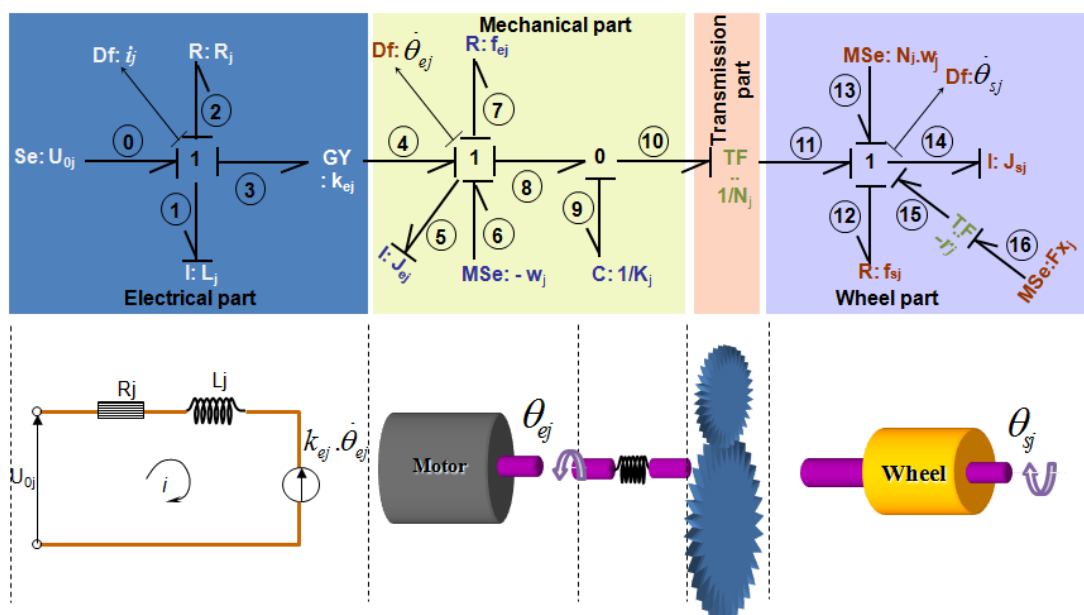 Mechanical part
Transmission
part
R: Rj
Df: ij
Df: θ̇ej
R: fej
MSe: Nj.wj
Df: θ̇sj
0
2
7
13
Se: U0j
1
3
GY
: kej
4
1
8
0
10
TF
..
1/Nj
11
1
14
I: Jsj
1
5
6
9
12
15
TF
..
-rj
16
I: Lj
I: Jej
MSe: - wj
C: 1/Kj
R: fsj
MSe:Fxj
Electrical part
Wheel part
Rj
Lj
U0j
i
kej.θ̇ej
Motor
θej
Wheel
θsj